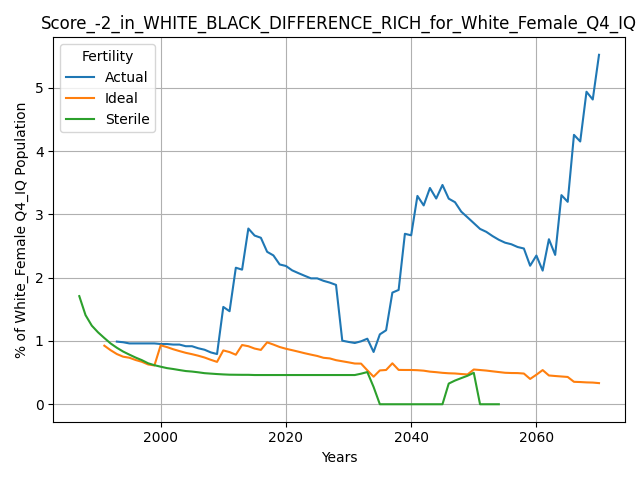 Score_-2_in_WHITE_BLACK_DIFFERENCE_RICH_for_White_Female_Q4_IQ
Fertility
Actual
Ideal
Sterile
% of White_Female Q4_IQ Population
5
4
3
2
1
0
2000
2020
2040
2060
Years